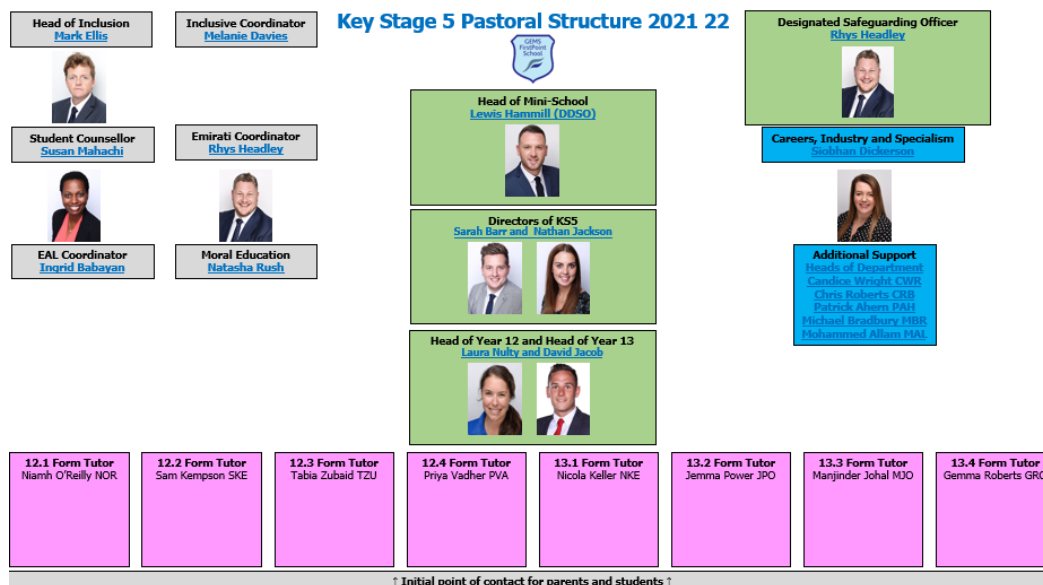 Key Stage 5 Pastoral Structure 2021 22
GEMS
FirstPoint
School
Head of Inclusion
Mark Ellis
Inclusive Coordinator
Melanie Davies
Student Counsellor
Susan Mahachi
Emirati Coordinator
Rhys Headley
EAL Coordinator
Ingrid Babayan
Moral Education
Natasha Rush
Head of Mini-School
Lewis Hammill (DDSO)
Directors of KS5
Sarah Barr and Nathan Jackson
Head of Year 12 and Head of Year 13
Laura Nulty and David Jacob
Designated Safeguarding Officer
Rhys Headley
Careers, Industry and Specialism
Siobhan Dickerson
Additional Support
Heads of Department
Candice Wright CWR
Chris Roberts CRB
Patrick Ahern PAH
Michael Bradbury MBR
Mohammed Allam MAL
12.1 Form Tutor
Niamh O'Reilly NOR
12.2 Form Tutor
Sam Kempson SKE
12.3 Form Tutor
Tabia Zubaid TZU
12.4 Form Tutor
Priya Vadher PVA
13.1 Form Tutor
Nicola Keller NKE
13.2 Form Tutor
Jemma Power JPO
13.3 Form Tutor
Manjinder Johal MJO
13.4 Form Tutor
Gemma Roberts GRO
↑ Initial point of contact for parents and students ↑